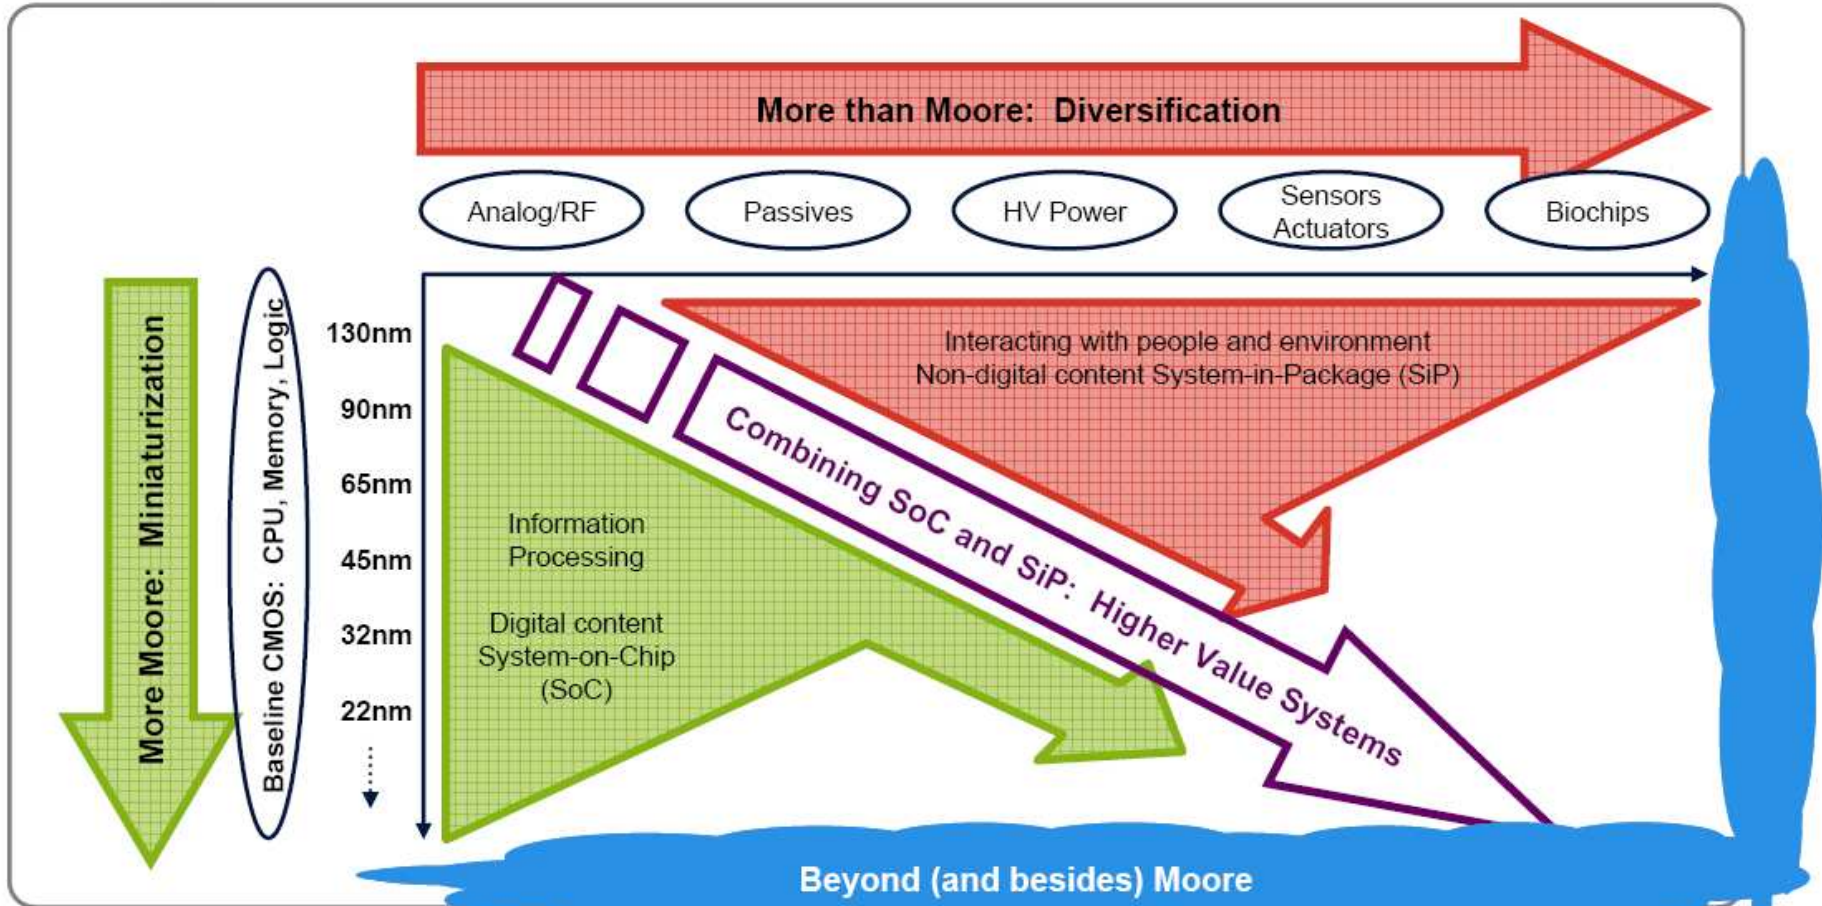 More than Moore: Diversification
Analog/RF
Passives
HV Power
Sensors
Actuators
Biochips
More Moore: Miniaturization
Baseline CMOS: CPU, Memory, Logic
130nm
90nm
65nm
45nm
32nm
22nm
Interacting with people and environment
Non-digital content System-in-Package (SiP)
Combining SoC and SiP: Higher Value Systems
Information
Processing
Digital content
System-on-Chip
(SoC)
Beyond (and besides) Moore